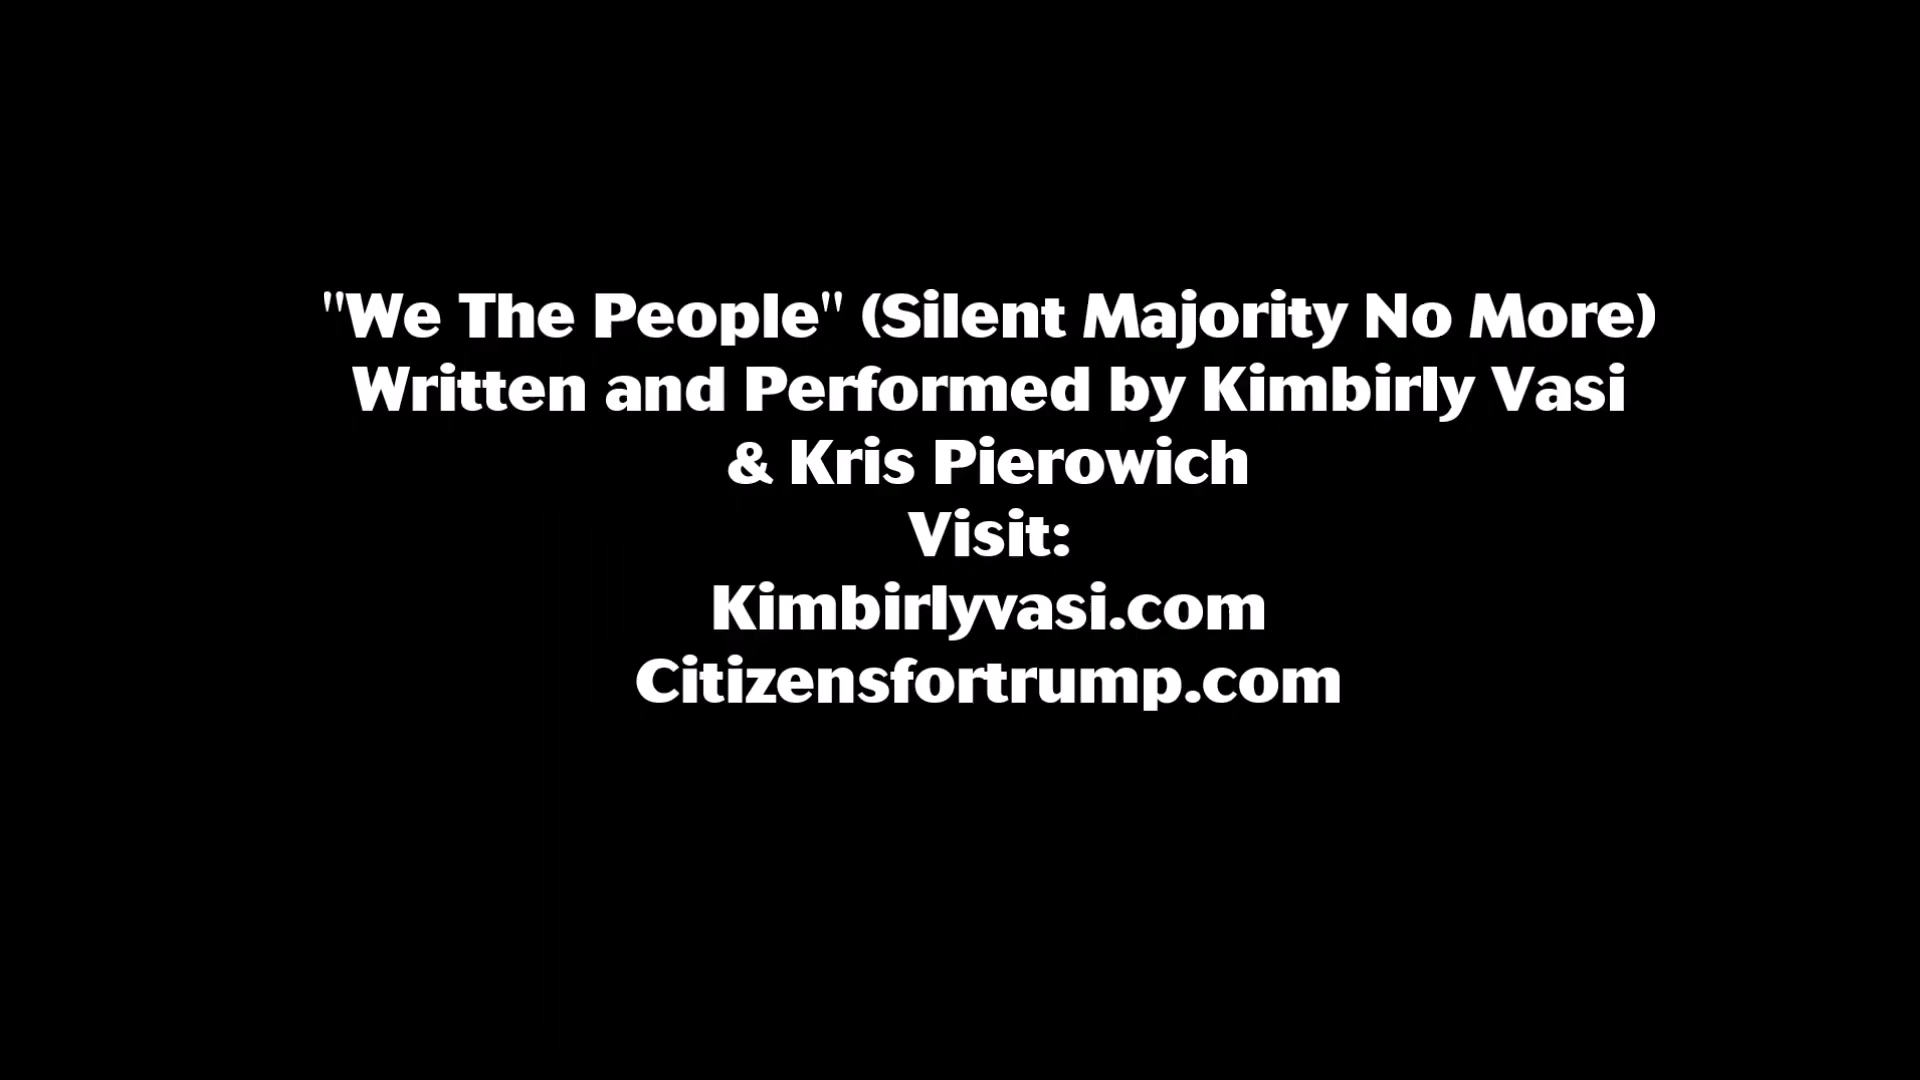 "We The People" (Silent Majority No More)
Written and Performed by Kimbirly Vasi
& Kris Pierowich
Visit:
Kimbirlyvasi.com
Citizensfortrump.com